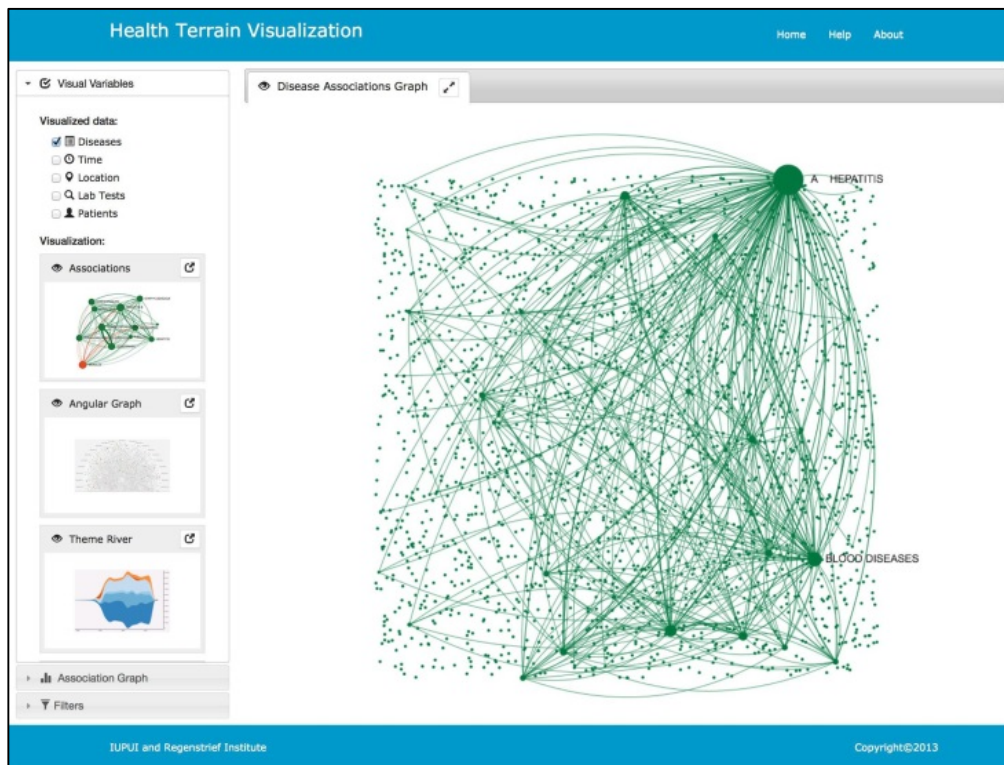 Health Terrain Visualization
Home Help About
Visual Variables
Disease Associations Graph
Visualized data:
Diseases
Time
Location
Lab Tests
Patients
Visualization:
Associations
Angular Graph
Theme River
Association Graph
Filters
A HEPATITIS
BLOOD DISEASES
IUPUI and Regenstrief Institute
Copyright©2013